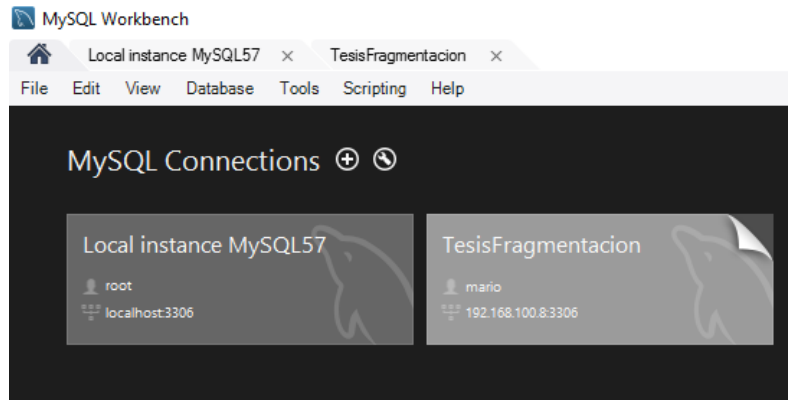 MySQL Workbench
Local instance MySQL57 × TesisFragmentacion ×
File Edit View Database Tools Scripting Help
MySQL Connections
Local instance MySQL57
root
localhost:3306
TesisFragmentacion
mario
192.168.100.8:3306